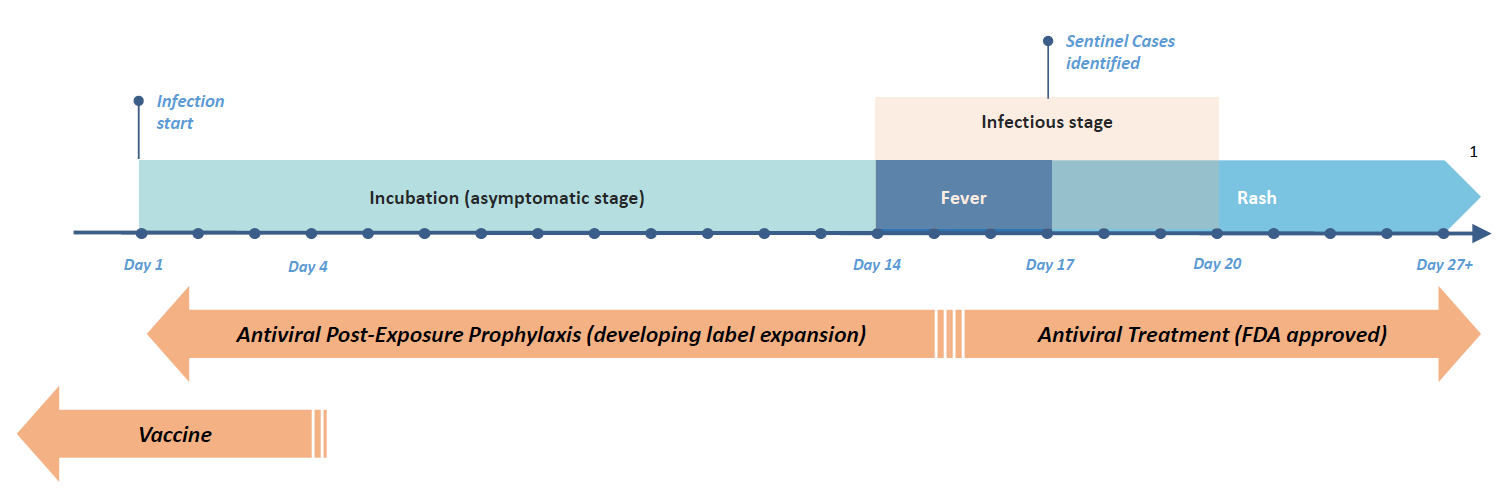 Sentinel Cases
identified
Infection
start
Infectious stage
1
Incubation (asymptomatic stage)
Fever
Rash
Day 1
Day 4
Day 14
Day 17
Day 20
Day 27+
Antiviral Post-Exposure Prophylaxis (developing label expansion)
Antiviral Treatment (FDA approved)
Vaccine